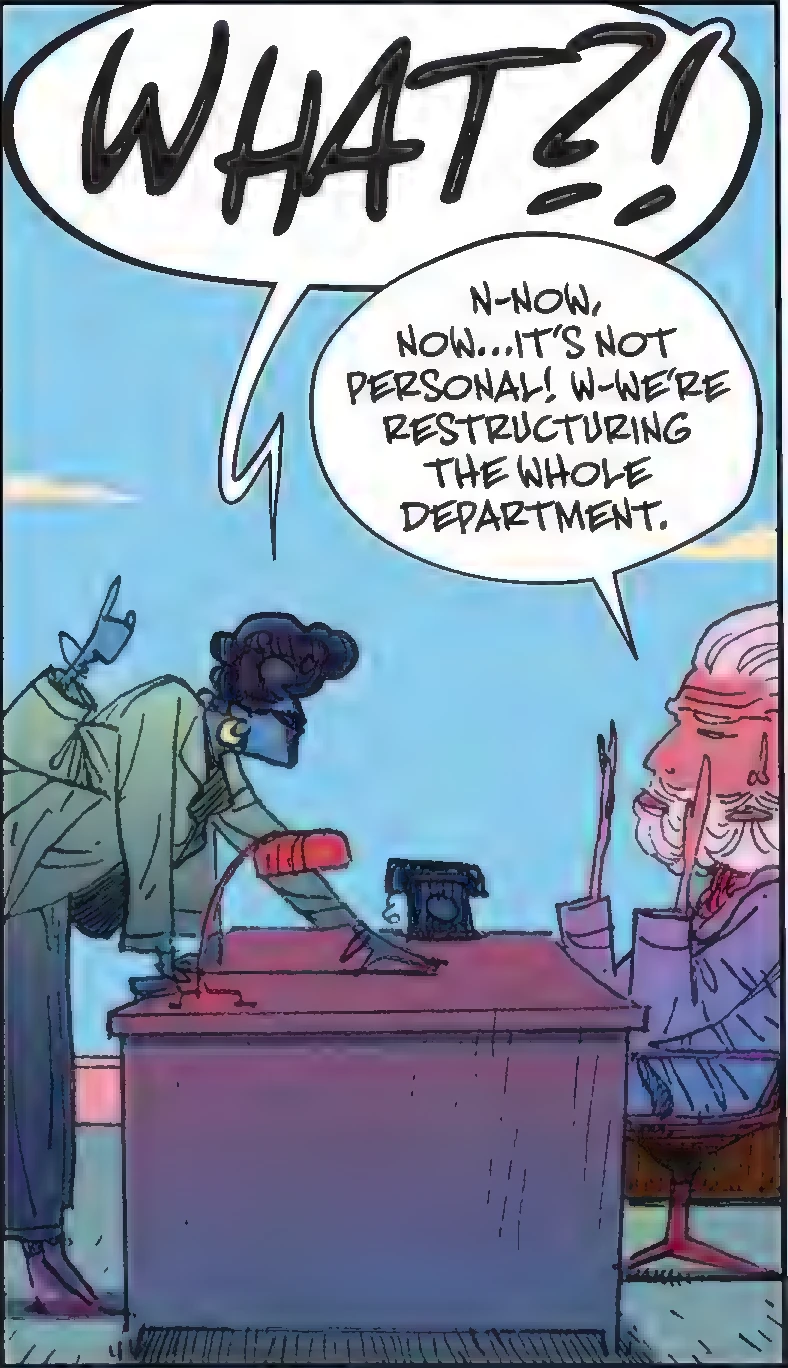 WHAT?!
N-NOW,
NOW...IT'S NOT
PERSONAL! W-WE'RE
RESTRUCTURING
THE WHOLE
DEPARTMENT.